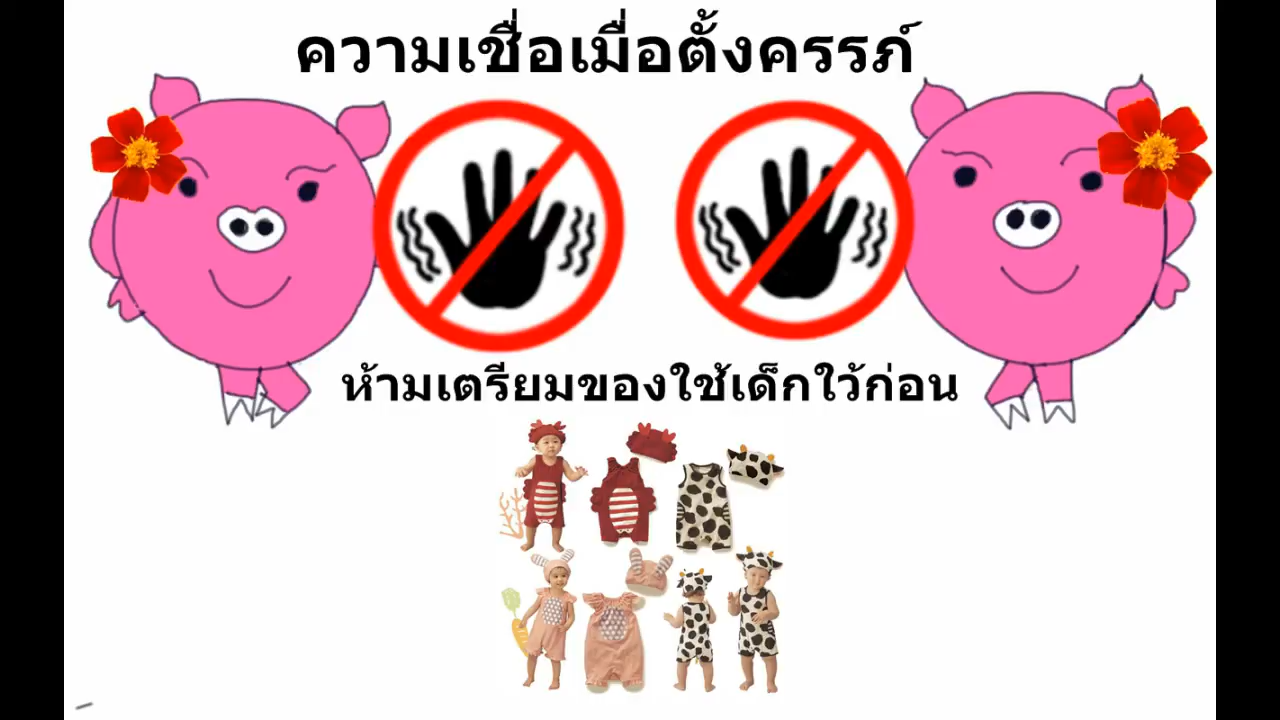 ความเชื่อเมื่อตั้งครรภ์
ห้ามเตรียมของใช้เด็กใว้ก่อน